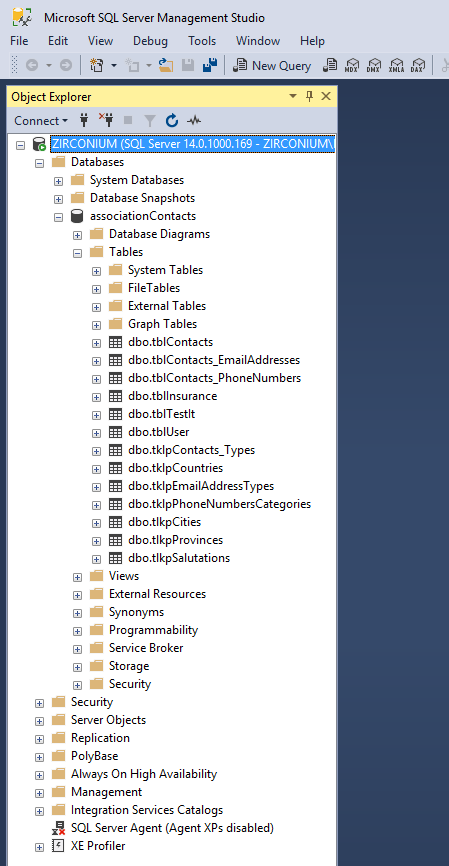 Microsoft SQL Server Management Studio
File Edit View Debug Tools Window Help
New Query MDX DMX XMLA DAX
Object Explorer
Connect
ZIRCONIUM (SQL Server 14.0.1000.169 - ZIRCONIUM\
Databases
System Databases
Database Snapshots
associationContacts
Database Diagrams
Tables
System Tables
FileTables
External Tables
Graph Tables
dbo.tblContacts
dbo.tblContacts_EmailAddresses
dbo.tblContacts_PhoneNumbers
dbo.tblInsurance
dbo.tblTestIt
dbo.tblUser
dbo.tklpContacts_Types
dbo.tklpCountries
dbo.tklpEmailAddressTypes
dbo.tklpPhoneNumbersCategories
dbo.tlkpCities
dbo.tlkpProvinces
dbo.tlkpSalutations
Views
External Resources
Synonyms
Programmability
Service Broker
Storage
Security
Security
Server Objects
Replication
PolyBase
Always On High Availability
Management
Integration Services Catalogs
SQL Server Agent (Agent XPs disabled)
XE Profiler